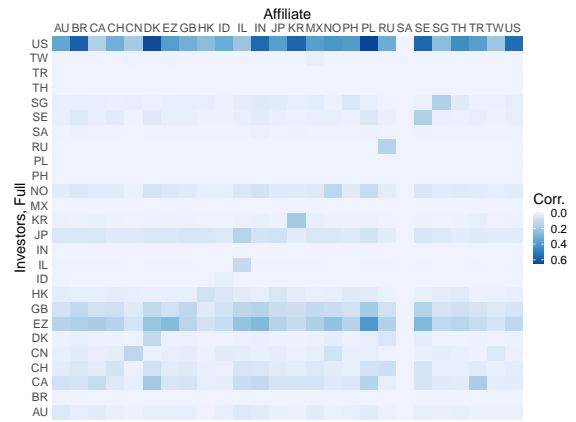 Affiliate
AU BR CA CH CN DK EZ GB HK ID IL IN JP KR MX NO PH PL RU SA SE SG TH TR TW US
US
TW
TR
TH
SG
SE
SA
RU
PL
PH
NO
MX
KR
JP
IN
IL
ID
HK
GB
EZ
DK
CN
CH
CA
BR
AU
Investors, Full
Corr.
0.0
0.2
0.4
0.6